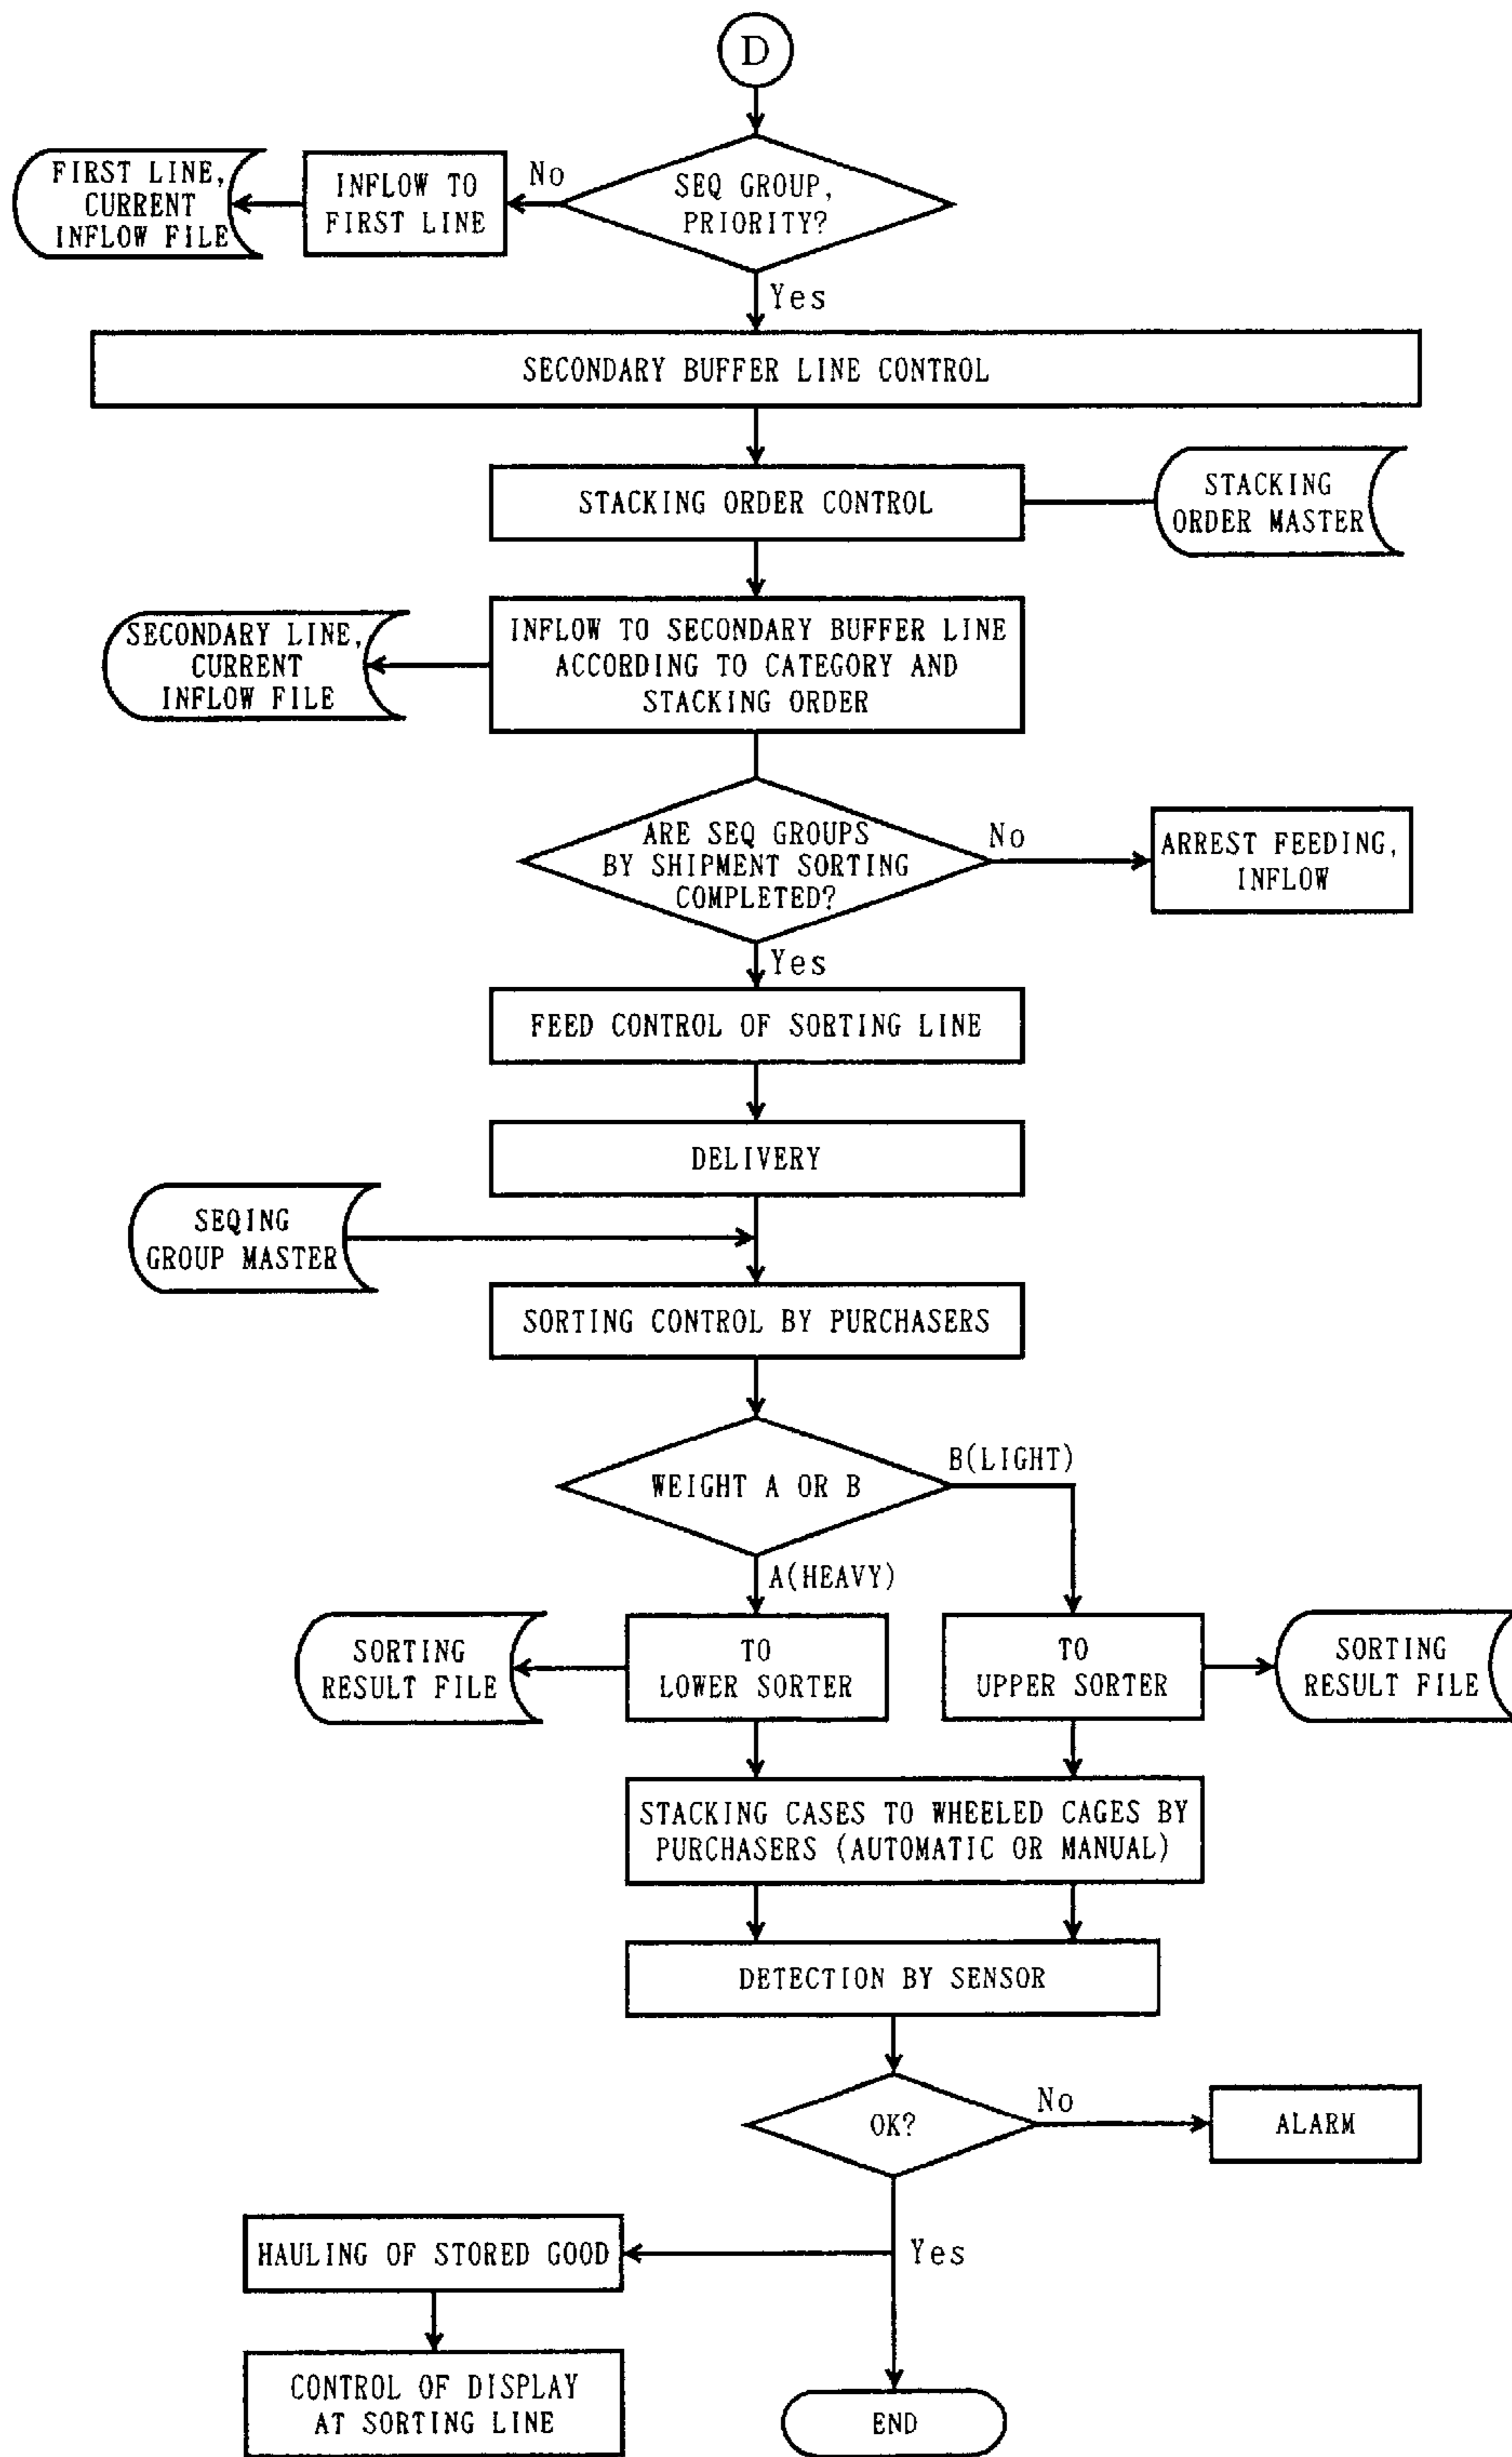 D
FIRST LINE,
CURRENT
INFLOW FILE
INFLOW TO
FIRST LINE
No
SEQ GROUP,
PRIORITY?
Yes
SECONDARY BUFFER LINE CONTROL
STACKING ORDER CONTROL
STACKING
ORDER MASTER
SECONDARY LINE,
CURRENT
INFLOW FILE
INFLOW TO SECONDARY BUFFER LINE
ACCORDING TO CATEGORY AND
STACKING ORDER
ARE SEQ GROUPS
BY SHIPMENT SORTING
COMPLETED?
No
ARREST FEEDING,
INFLOW
Yes
FEED CONTROL OF SORTING LINE
DELIVERY
SEQING
GROUP MASTER
SORTING CONTROL BY PURCHASERS
WEIGHT A OR B
B(LIGHT)
A(HEAVY)
SORTING
RESULT FILE
TO
LOWER SORTER
TO
UPPER SORTER
SORTING
RESULT FILE
STACKING CASES TO WHEELED CAGES BY
PURCHASERS (AUTOMATIC OR MANUAL)
DETECTION BY SENSOR
OK?
No
ALARM
HAULING OF STORED GOOD
Yes
CONTROL OF DISPLAY
AT SORTING LINE
END